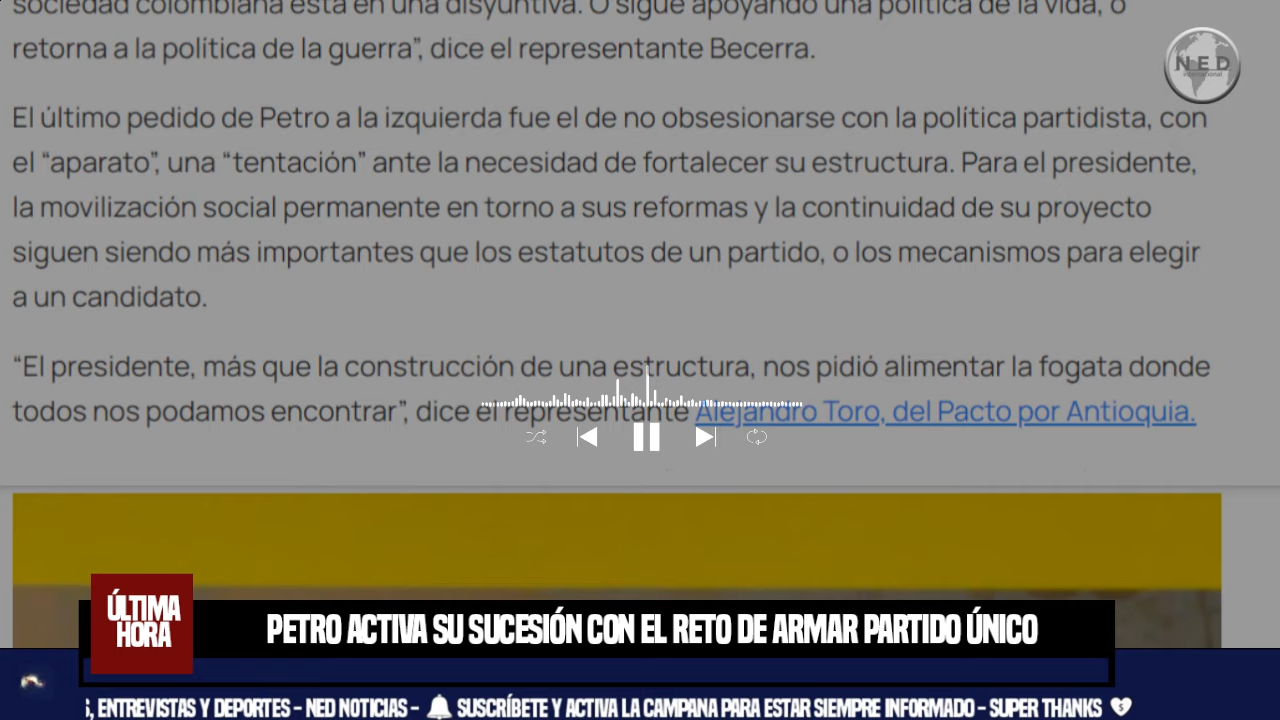 sociedad colombiana está en una disyuntiva. O sigue apoyando una política de la vida, o
retorna a la política de la guerra”, dice el representante Becerra.
NED
international
El último pedido de Petro a la izquierda fue el de no obsesionarse con la política partidista, con
el “aparato”, una “tentación” ante la necesidad de fortalecer su estructura. Para el presidente,
la movilización social permanente en torno a sus reformas y la continuidad de su proyecto
siguen siendo más importantes que los estatutos de un partido, o los mecanismos para elegir
a un candidato.
“El presidente, más que la construcción de una estructura, nos pidió alimentar la fogata donde
todos nos podamos encontrar”, dice el representante Alejandro Toro, del Pacto por Antioquia.
ÚLTIMA
HORA
PETRO ACTIVA SU SUCESIÓN CON EL RETO DE ARMAR PARTIDO ÚNICO
, ENTREVISTAS Y DEPORTES - NED NOTICIAS - SUSCRÍBETE Y ACTIVA LA CAMPANA PARA ESTAR SIEMPRE INFORMADO - SUPER THANKS